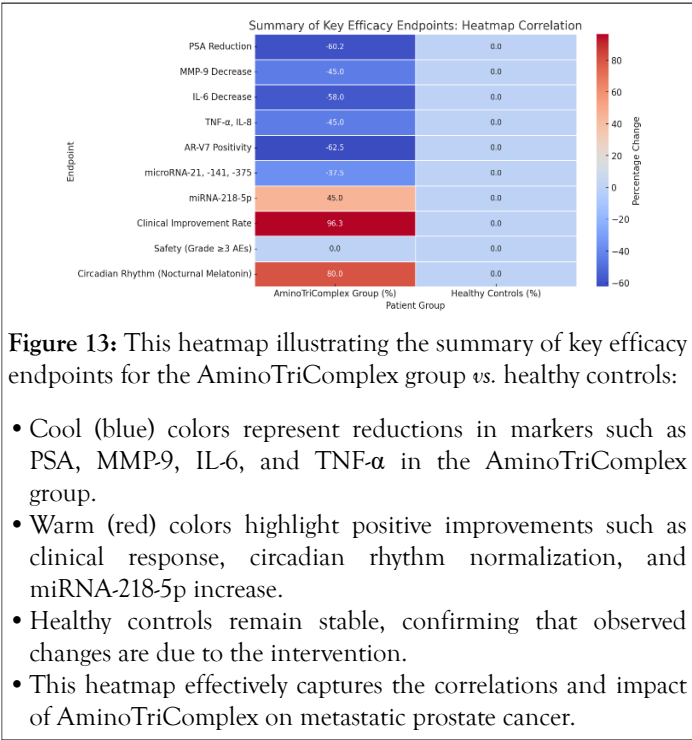 Summary of Key Efficacy Endpoints: Heatmap Correlation
PSA Reduction -60.2 0.0
MMP-9 Decrease -45.0 0.0
IL-6 Decrease -58.0 0.0
TNF-α, IL-8 -45.0 0.0
AR-V7 Positivity -62.5 0.0
microRNA-21, -141, -375 -37.5 0.0
miRNA-218-5p 45.0 0.0
Clinical Improvement Rate 96.3 0.0
Safety (Grade ≥3 AEs) 0.0 0.0
Circadian Rhythm (Nocturnal Melatonin) 80.0 0.0
Endpoint
AminoTriComplex Group (%) Healthy Controls (%)
Patient Group
80
60
40
20
0
−20
−40
−60
Percentage Change
Figure 13: This heatmap illustrating the summary of key efficacy
endpoints for the AminoTriComplex group vs. healthy controls:
• Cool (blue) colors represent reductions in markers such as
PSA, MMP-9, IL-6, and TNF-α in the AminoTriComplex
group.
• Warm (red) colors highlight positive improvements such as
clinical response, circadian rhythm normalization, and
miRNA-218-5p increase.
• Healthy controls remain stable, confirming that observed
changes are due to the intervention.
• This heatmap effectively captures the correlations and impact
of AminoTriComplex on metastatic prostate cancer.